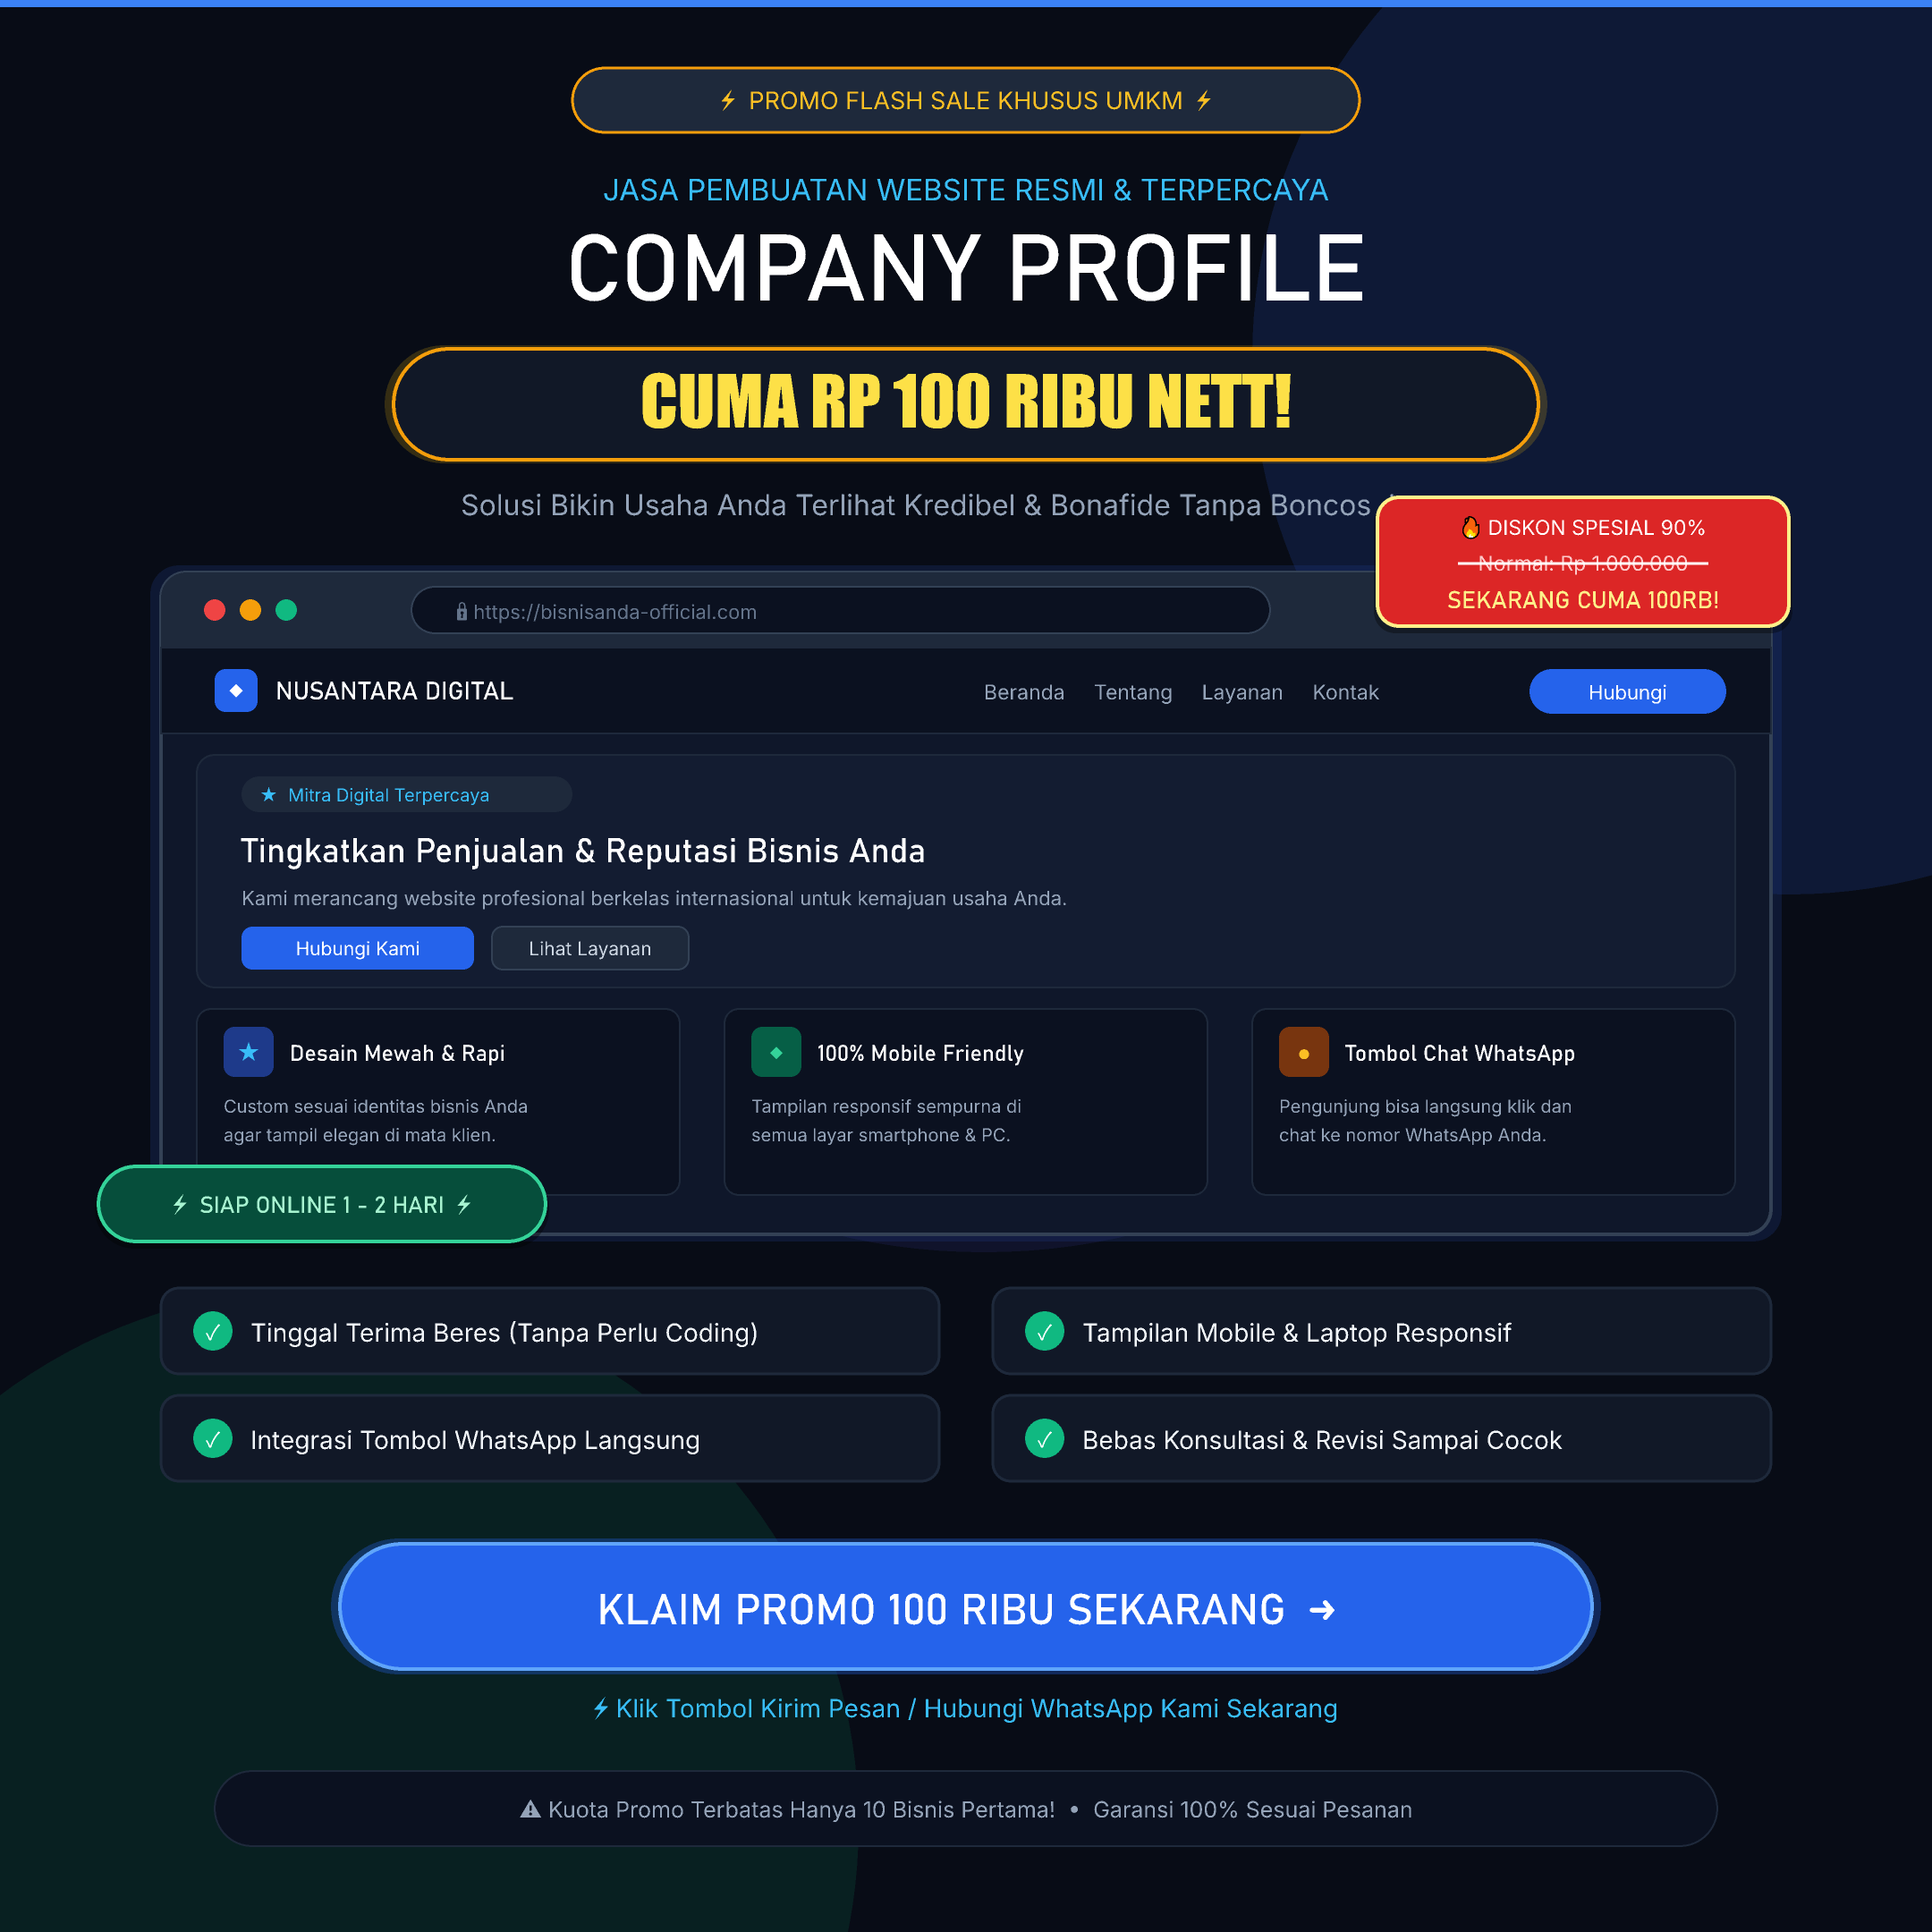 ⚡ PROMO FLASH SALE KHUSUS UMKM ⚡
JASA PEMBUATAN WEBSITE RESMI & TERPERCAYA
COMPANY PROFILE
CUMA RP 100 RIBU NETT!
Solusi Bikin Usaha Anda Terlihat Kredibel & Bonafide Tanpa Boncos
🔥 DISKON SPESIAL 90%
Normal: Rp 1.000.000
SEKARANG CUMA 100RB!
🔒 https://bisnisanda-official.com
NUSANTARA DIGITAL
Beranda Tentang Layanan Kontak
Hubungi
★ Mitra Digital Terpercaya
Tingkatkan Penjualan & Reputasi Bisnis Anda
Kami merancang website profesional berkelas internasional untuk kemajuan usaha Anda.
Hubungi Kami
Lihat Layanan
Desain Mewah & Rapi
Custom sesuai identitas bisnis Anda
agar tampil elegan di mata klien.
100% Mobile Friendly
Tampilan responsif sempurna di
semua layar smartphone & PC.
Tombol Chat WhatsApp
Pengunjung bisa langsung klik dan
chat ke nomor WhatsApp Anda.
⚡ SIAP ONLINE 1 - 2 HARI ⚡
✓ Tinggal Terima Beres (Tanpa Perlu Coding)
✓ Tampilan Mobile & Laptop Responsif
✓ Integrasi Tombol WhatsApp Langsung
✓ Bebas Konsultasi & Revisi Sampai Cocok
KLAIM PROMO 100 RIBU SEKARANG ➜
⚡ Klik Tombol Kirim Pesan / Hubungi WhatsApp Kami Sekarang
⚠ Kuota Promo Terbatas Hanya 10 Bisnis Pertama! • Garansi 100% Sesuai Pesanan